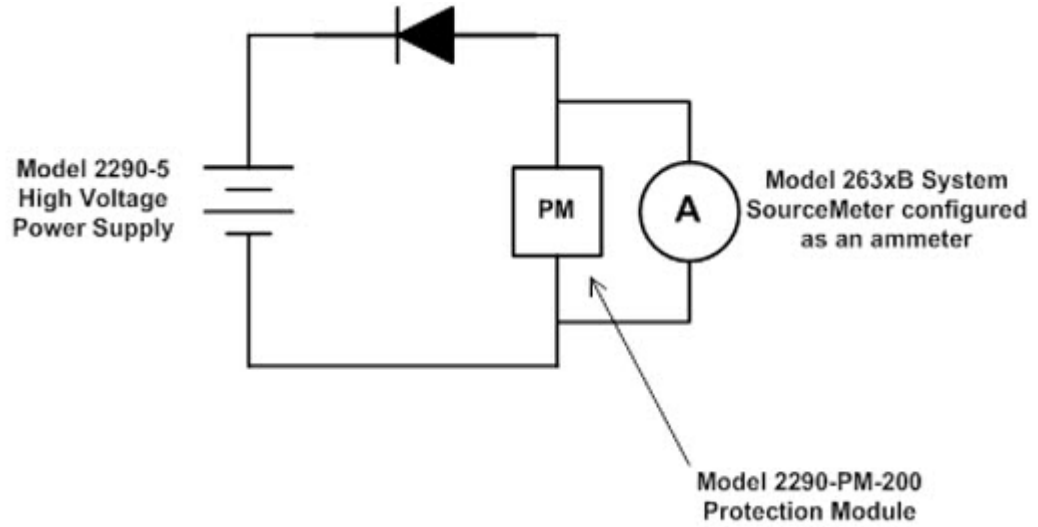 Model 2290-5
High Voltage
Power Supply
PM
A
Model 263xB System
SourceMeter configured
as an ammeter
Model 2290-PM-200
Protection Module